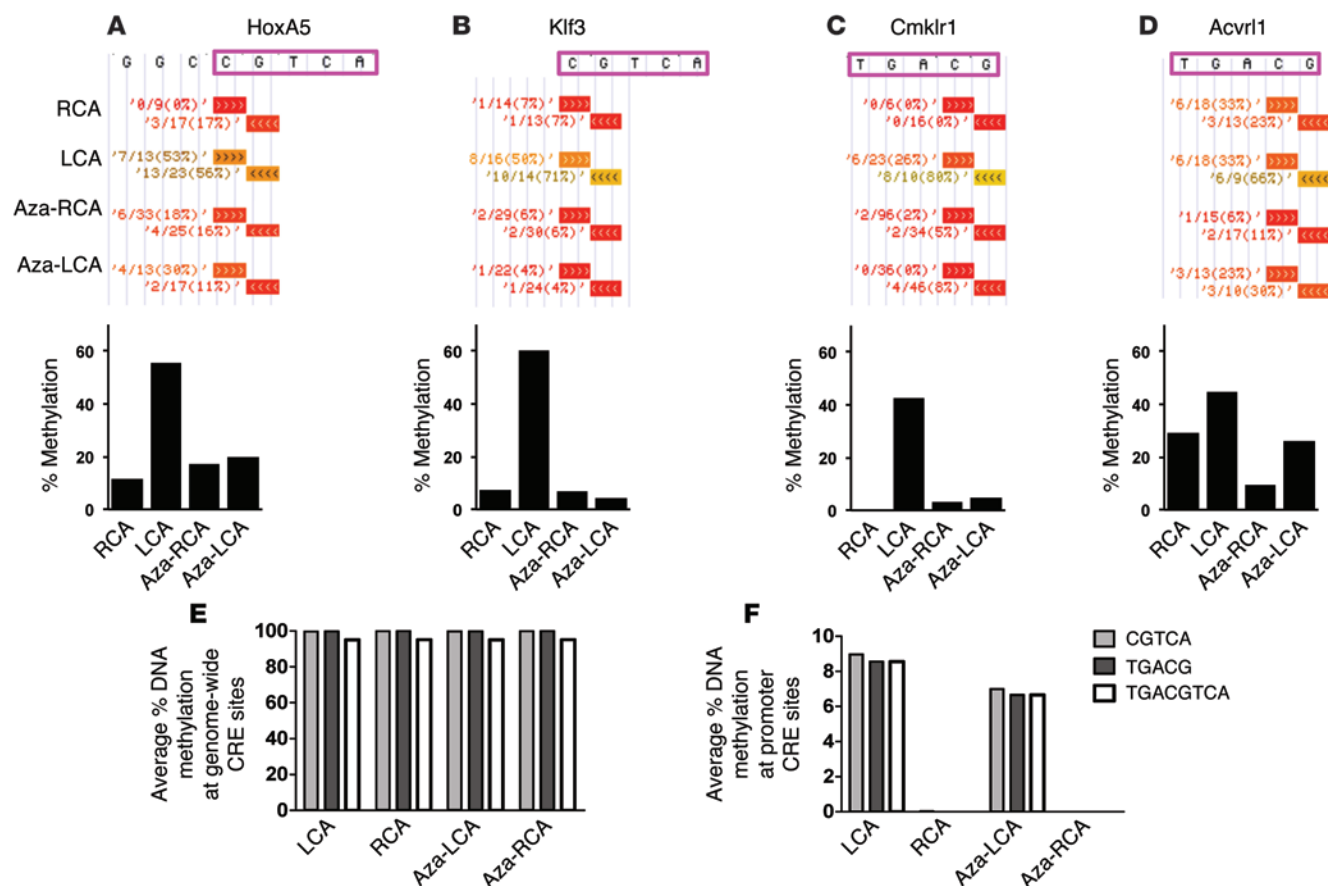 A HoxA5
G G C C G T C A
RCA
'0/9(0%)' >>>>
'3/17(17%)' <<<<
LCA
'7/13(53%)' >>>>
'13/23(56%)' <<<<
Aza-RCA
'6/33(18%)' >>>>
'4/25(16%)' <<<<
Aza-LCA
'4/13(30%)' >>>>
'2/17(11%)' <<<<
% Methylation
60
40
20
0
RCA LCA Aza-RCA Aza-LCA
B Klf3
C G T C A
'1/14(7%)' >>>>
'1/13(7%)' <<<<
8/16(50%)' >>>>
'10/14(71%)' <<<<
'2/29(6%)' >>>>
'2/30(6%)' <<<<
'1/22(4%)' >>>>
'1/24(4%)' <<<<
% Methylation
60
40
20
0
RCA LCA Aza-RCA Aza-LCA
C Cmklr1
T G A C G
'0/6(0%)' >>>>
'0/16(0%)' <<<<
'6/23(26%)' >>>>
'8/10(80%)' <<<<
'2/96(2%)' >>>>
'2/34(5%)' <<<<
'0/36(0%)' >>>>
'4/46(8%)' <<<<
% Methylation
60
40
20
0
RCA LCA Aza-RCA Aza-LCA
D Acvrl1
T G A C G
'6/18(33%)' >>>>
'3/13(23%)' <<<<
'6/18(33%)' >>>>
'6/9(66%)' <<<<
'1/15(6%)' >>>>
'2/17(11%)' <<<<
'3/13(23%)' >>>>
'3/10(30%)' <<<<
% Methylation
60
40
20
0
RCA LCA Aza-RCA Aza-LCA
E
Average % DNA
methylation
at genome-wide
CRE sites
100
80
60
40
20
0
LCA RCA Aza-LCA Aza-RCA
F
Average % DNA
methylation
at promoter
CRE sites
10
8
6
4
2
0
LCA RCA Aza-LCA Aza-RCA
CGTCA
TGACG
TGACGTCA